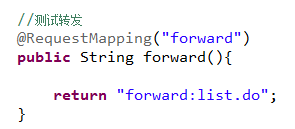 //测试转发
@RequestMapping("forward")
public String forward(){
return "forward:list.do";
}